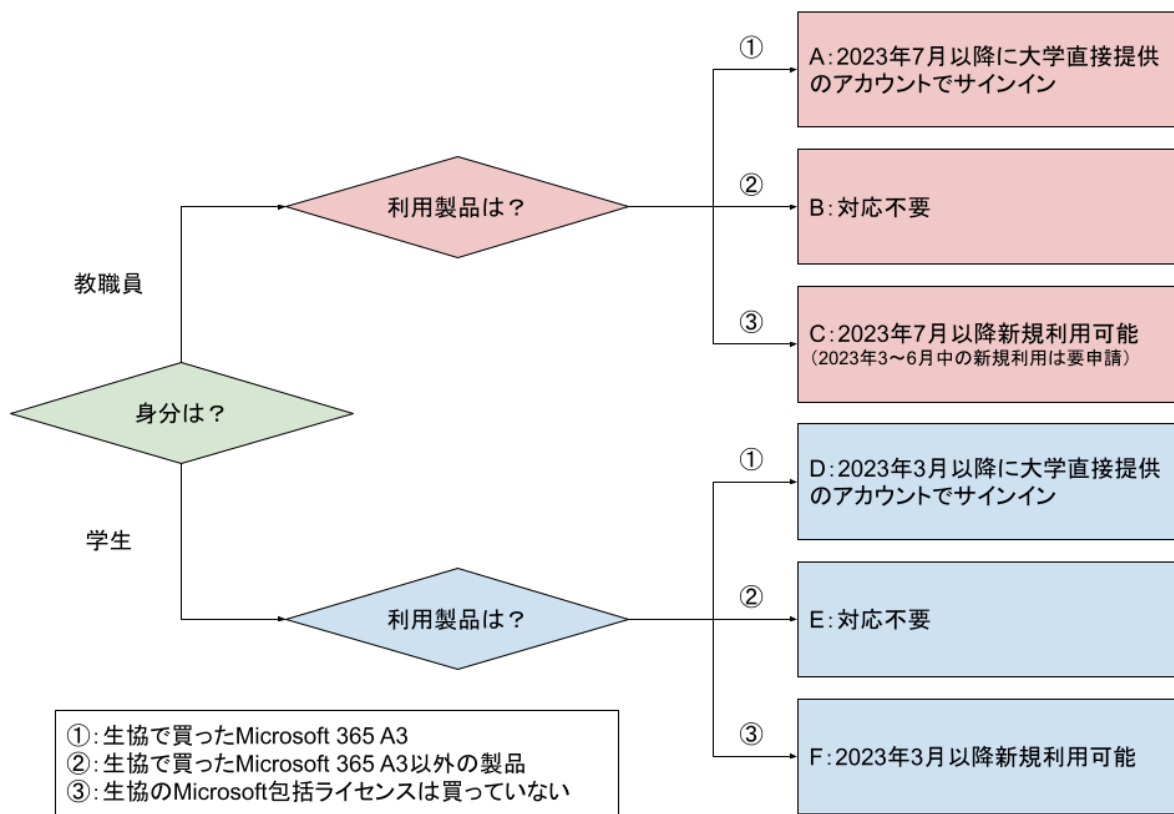 ①
A：2023年7月以降に大学直接提供
のアカウントでサインイン
利用製品は？
②
B：対応不要
教職員
③
C：2023年7月以降新規利用可能
（2023年3～6月中の新規利用は要申請）
身分は？
①
D：2023年3月以降に大学直接提供
のアカウントでサインイン
学生
利用製品は？
②
E：対応不要
③
F：2023年3月以降新規利用可能
①：生協で買ったMicrosoft 365 A3
②：生協で買ったMicrosoft 365 A3以外の製品
③：生協のMicrosoft包括ライセンスは買っていない